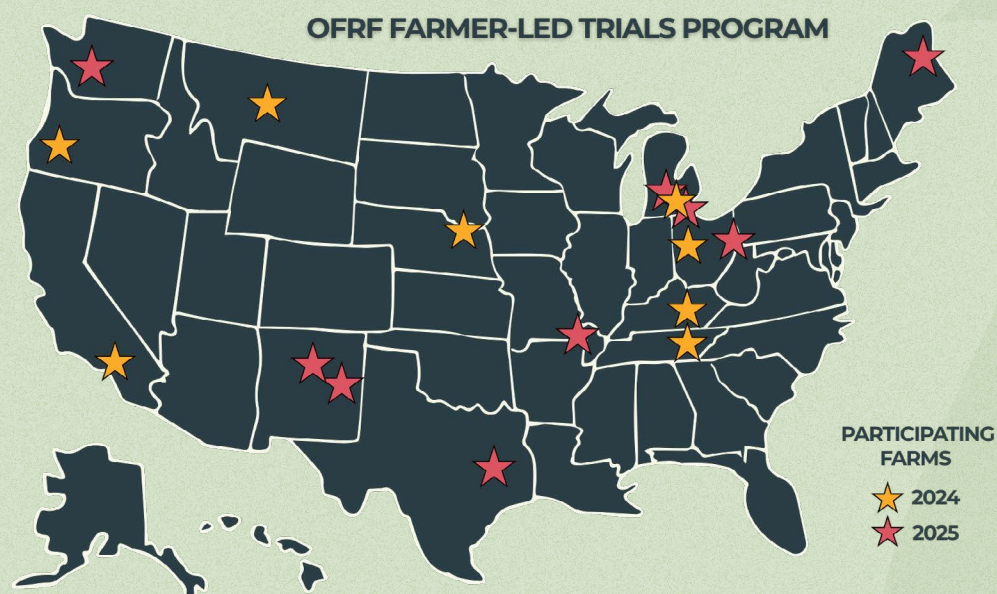 OFRF FARMER-LED TRIALS PROGRAM
PARTICIPATING
FARMS
2024
2025